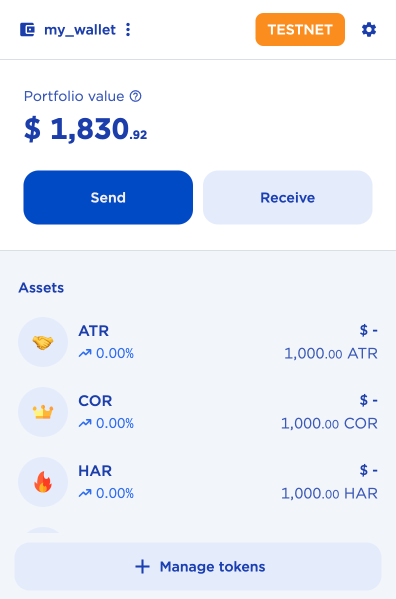 my_wallet
TESTNET
Portfolio value
$ 1,830.92
Send
Receive
Assets
ATR
$ -
0.00%
1,000.00 ATR
COR
$ -
0.00%
1,000.00 COR
HAR
$ -
0.00%
1,000.00 HAR
+ Manage tokens